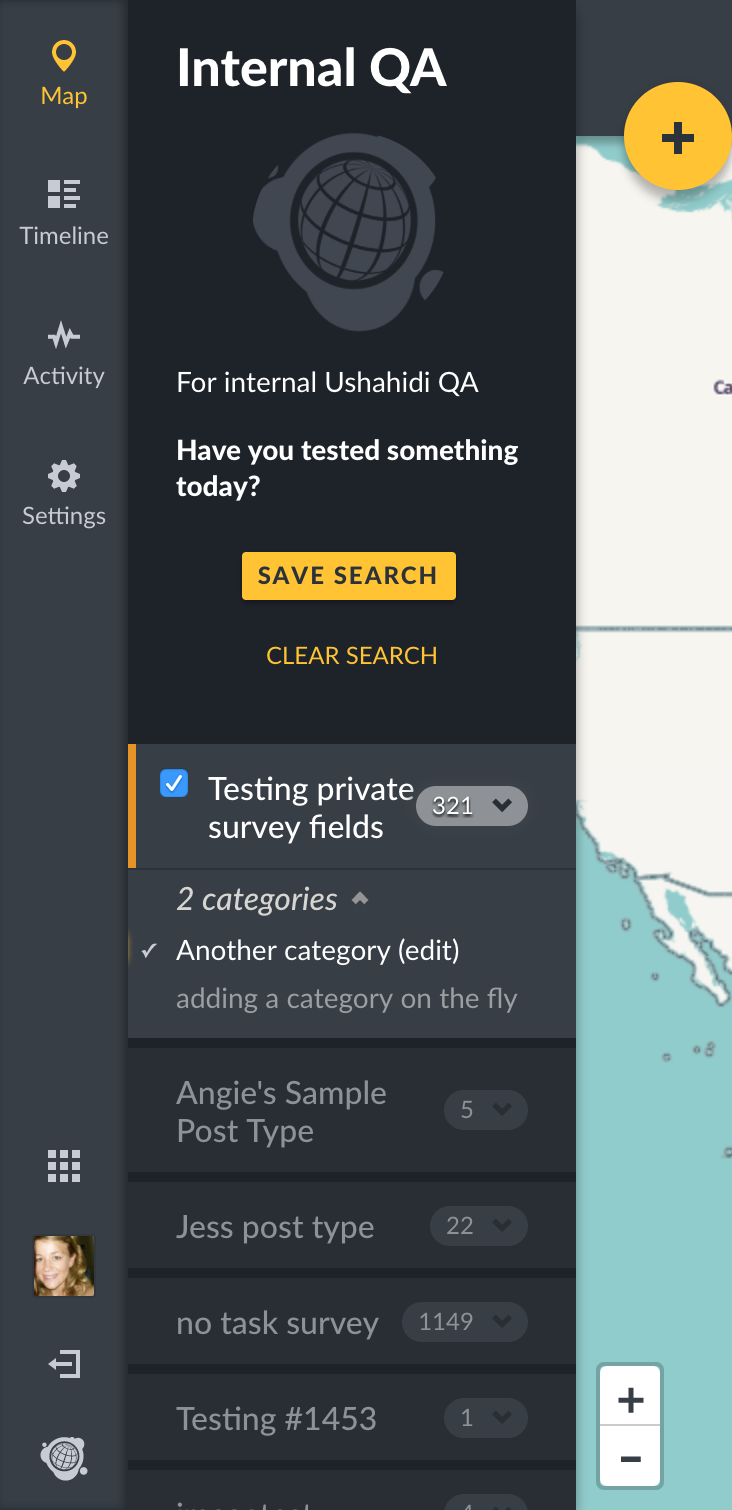 Map
Timeline
Activity
Settings
Internal QA
For internal Ushahidi QA
Have you tested something
today?
SAVE SEARCH
CLEAR SEARCH
Testing private
survey fields
321
2 categories
✓ Another category (edit)
adding a category on the fly
Angie's Sample
Post Type
5
Jess post type 22
no task survey 1149
Testing #1453 1
+
Ca
+
−